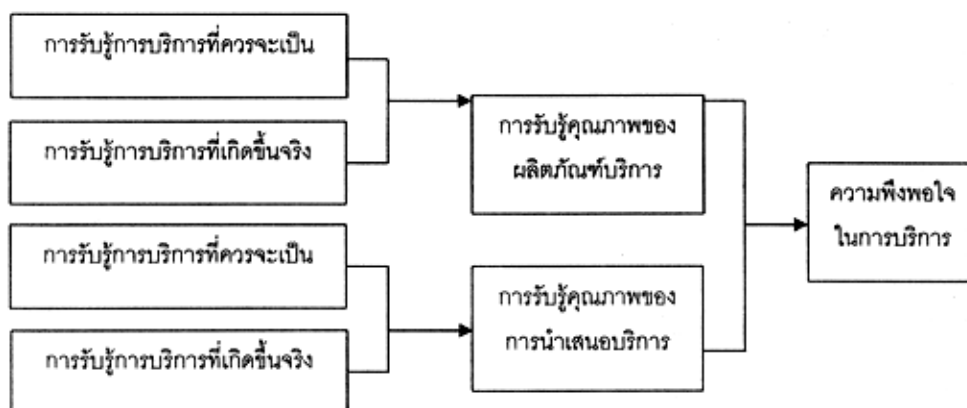 การรับรู้การบริการที่ควรจะเป็น
การรับรู้การบริการที่เกิดขึ้นจริง
การรับรู้การบริการที่ควรจะเป็น
การรับรู้การบริการที่เกิดขึ้นจริง
การรับรู้คุณภาพของ
ผลิตภัณฑ์บริการ
การรับรู้คุณภาพของ
การนำเสนอบริการ
ความพึงพอใจ
ในการบริการ